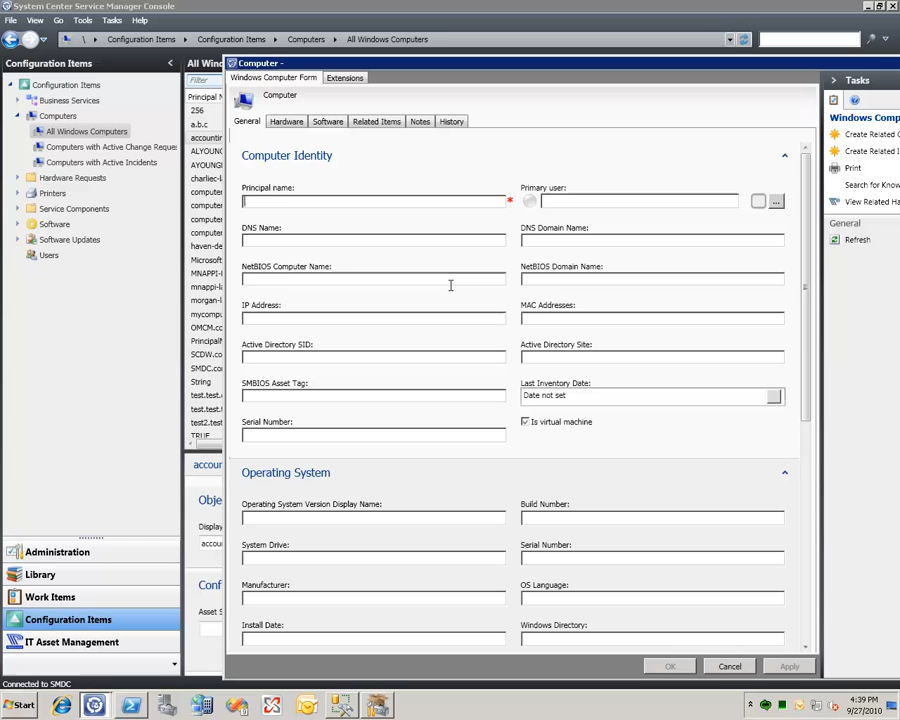 System Center Service Manager Console
File View Go Tools Help
\ Configuration Items Configuration Items Computers All Windows Computers
Configuration Items
Configuration Items
Business Services
Computers
All Windows Computers
Computers with Active Change Reque
Computers with Active Incidents
Hardware Requests
Printers
Service Components
Software
Software Updates
Users
Administration
Library
Work Items
Configuration Items
IT Asset Management
Connected to SMDC
All Wind
Filter
Principal N
256
a.b.c
accountin
ALYOUNG
AYOUNGI
charliec-l
computer
computer
computer
computer
haven-de
Microsoft
MNAPPI-L
mnappi-l
morgan-la
mycompu
OMCM.co
PrincipalN
SCDW.co
SMDC.co
String
test.test.t
test.test.t
test2.test
TRUE
accou
Obje
Display
accou
Conf
Asset S
Computer -
Windows Computer Form Extensions
Computer
General Hardware Software Related Items Notes History
Computer Identity
Principal name: * Primary user: ...
DNS Name: DNS Domain Name:
NetBIOS Computer Name: NetBIOS Domain Name:
IP Address: MAC Addresses:
Active Directory SID: Active Directory Site:
SMBIOS Asset Tag: Last Inventory Date:
Date not set
Serial Number: Is virtual machine
Operating System
Operating System Version Display Name: Build Number:
System Drive: Serial Number:
Manufacturer: OS Language:
Install Date: Windows Directory:
OK Cancel Apply
Tasks
Windows Comp
Create Related C
Create Related I
Print
Search for Know
View Related Ha
General
Refresh
Start
4:39 PM
9/27/2010